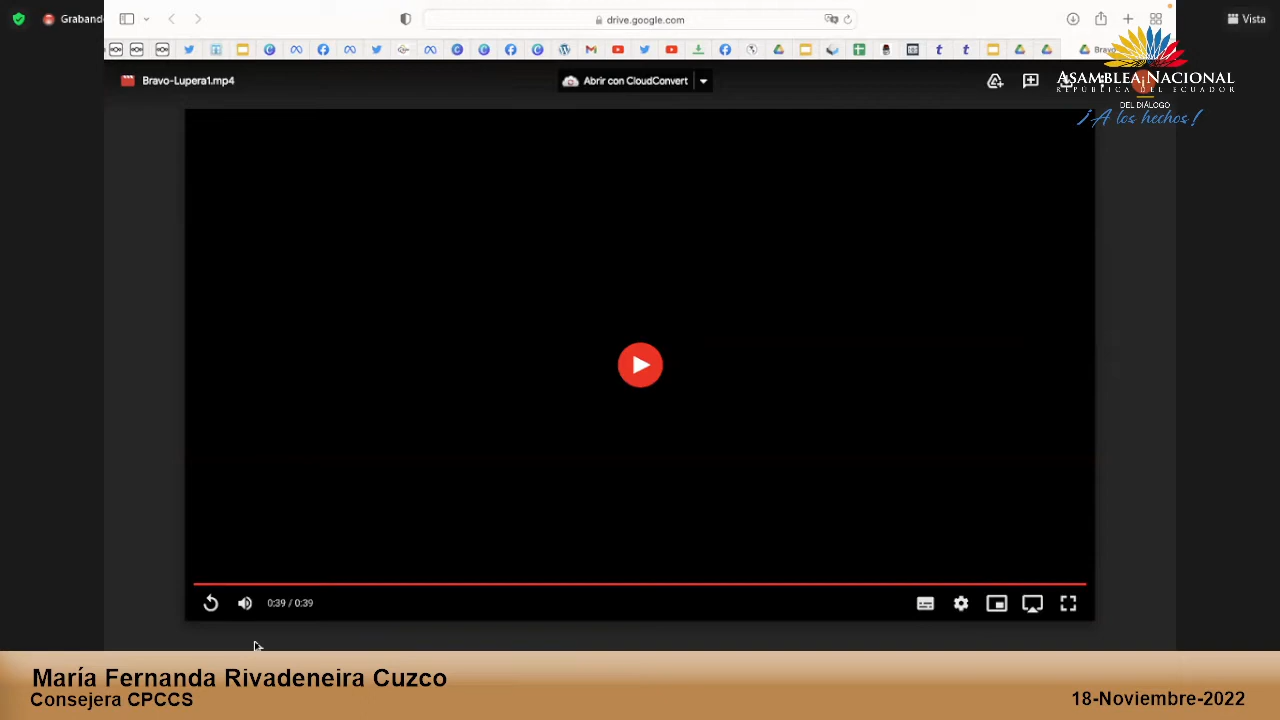 Graband
drive.google.com
Vista
Bravo
Bravo-Lupera1.mp4
Abrir con CloudConvert
ASAMBLEA NACIONAL
REPÚBLICA DEL ECUADOR
DEL DIÁLOGO
¡A los hechos!
0:39 / 0:39
María Fernanda Rivadeneira Cuzco
Consejera CPCCS
18-Noviembre-2022